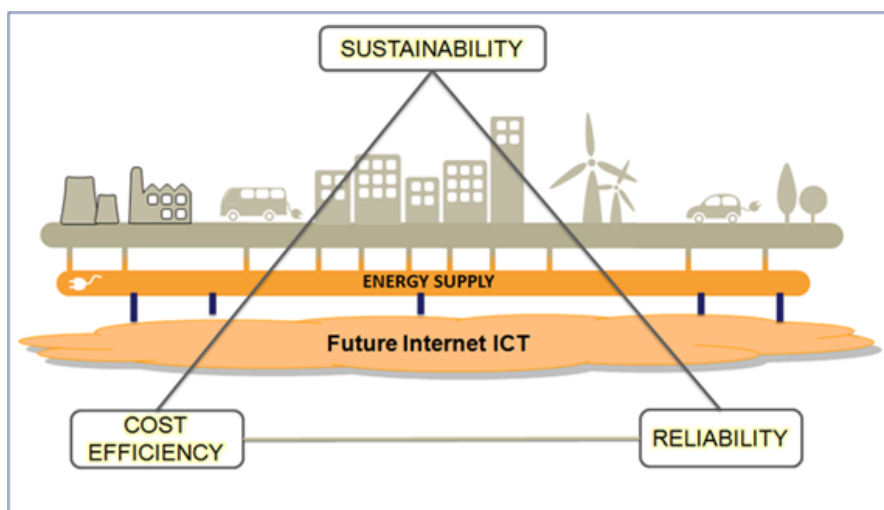 SUSTAINABILITY
ENERGY SUPPLY
Future Internet ICT
COST
EFFICIENCY
RELIABILITY